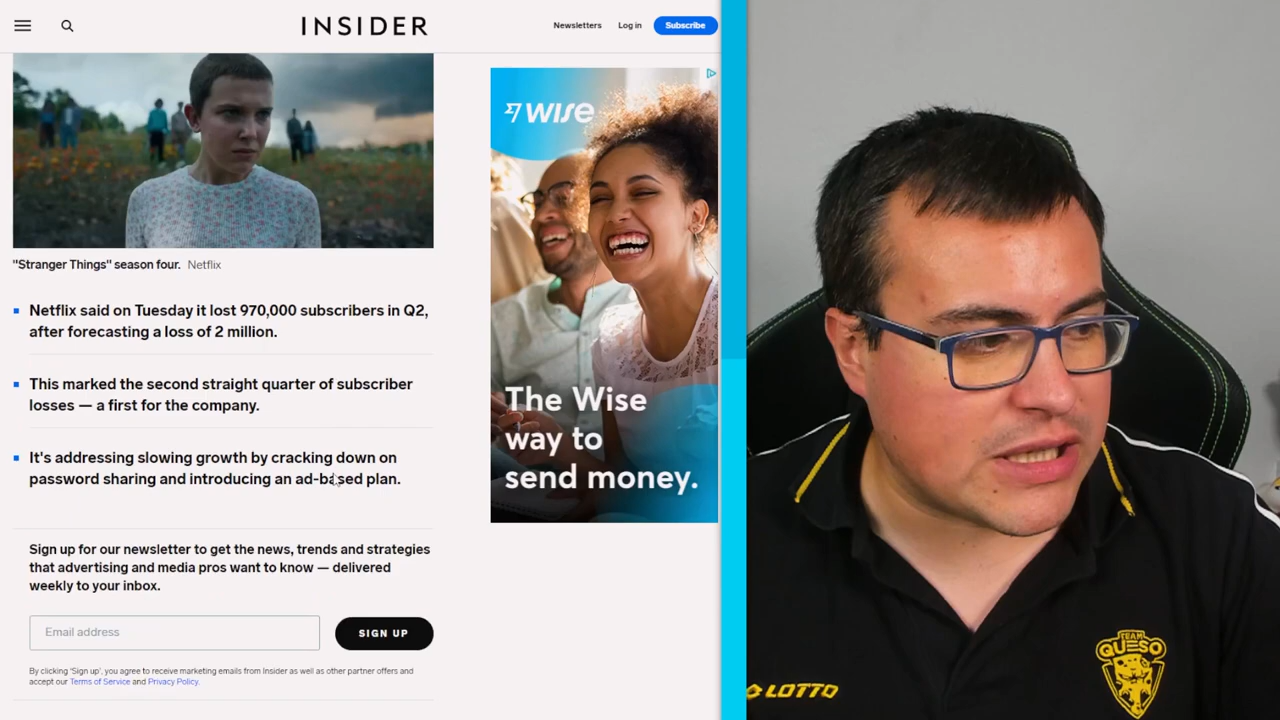 INSIDER
Newsletters
Log in
Subscribe
"Stranger Things" season four. Netflix
Netflix said on Tuesday it lost 970,000 subscribers in Q2,
after forecasting a loss of 2 million.
This marked the second straight quarter of subscriber
losses — a first for the company.
It's addressing slowing growth by cracking down on
password sharing and introducing an ad-based plan.
Sign up for our newsletter to get the news, trends and strategies
that advertising and media pros want to know — delivered
weekly to your inbox.
Email address
SIGN UP
By clicking 'Sign up', you agree to receive marketing emails from Insider as well as other partner offers and
accept our Terms of Service and Privacy Policy.
wise
The Wise
way to
send money.
LOTTO
TEAM
QUESO